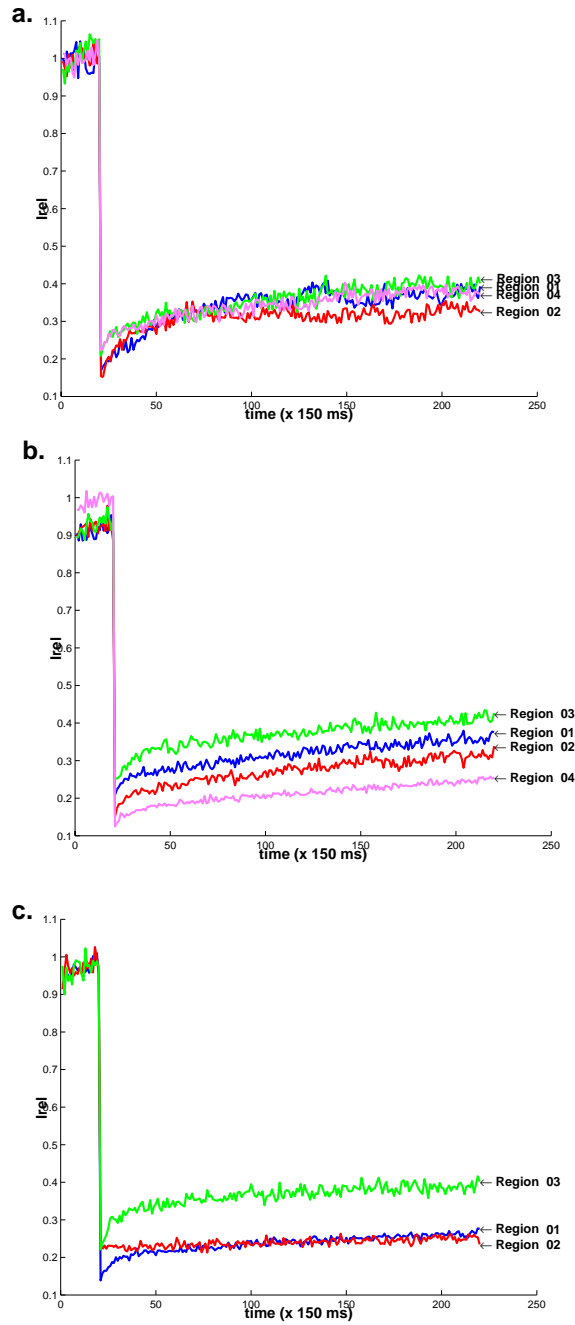 a.
1.1
1
0.9
0.8
0.7
Irel
0.6
0.5
0.4
0.3
0.2
0.1
← Region 03
← Region 01
← Region 04
← Region 02
0 50 100 150 200 250
time (x 150 ms)
b.
1.1
1
0.9
0.8
0.7
Irel
0.6
0.5
0.4
0.3
0.2
0.1
← Region 03
← Region 01
← Region 02
← Region 04
0 50 100 150 200 250
time (x 150 ms)
c.
1.1
1
0.9
0.8
0.7
Irel
0.6
0.5
0.4
0.3
0.2
0.1
← Region 03
← Region 01
← Region 02
0 50 100 150 200 250
time (x 150 ms)